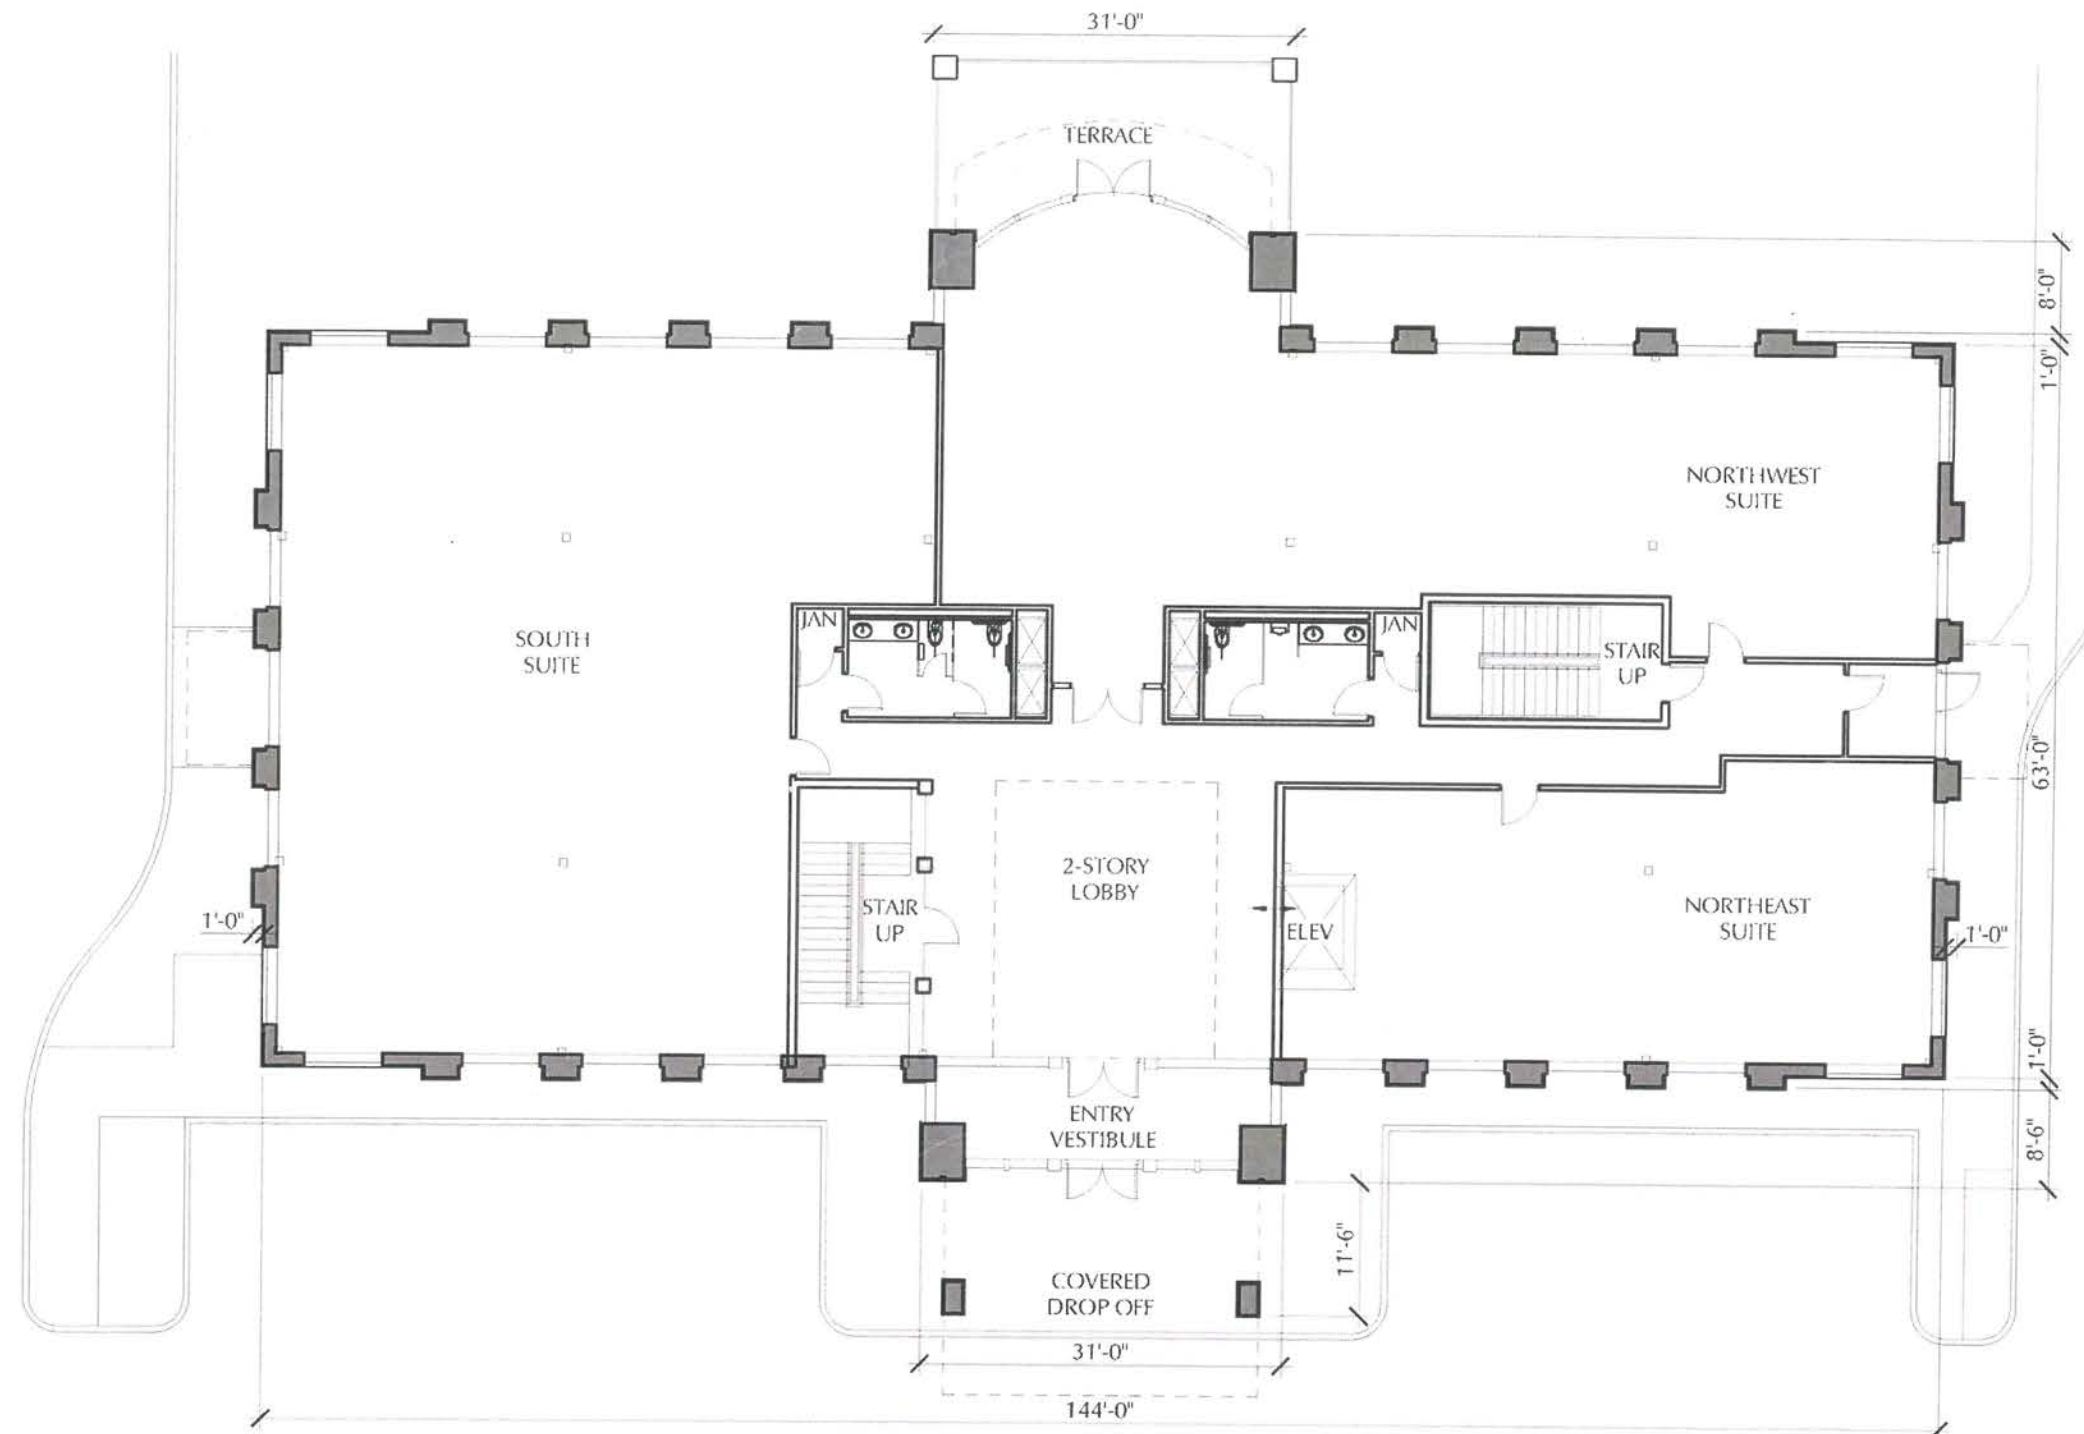 31'-0"
TERRACE
8'-0"
1'-0"
NORTHWEST
SUITE
JAN
JAN
SOUTH
SUITE
STAIR
UP
63'-0"
2-STORY
LOBBY
STAIR
UP
ELEV
NORTHEAST
SUITE
1'-0"
1'-0"
1'-0"
ENTRY
VESTIBULE
8'-6"
11'-6"
COVERED
DROP OFF
31'-0"
144'-0"